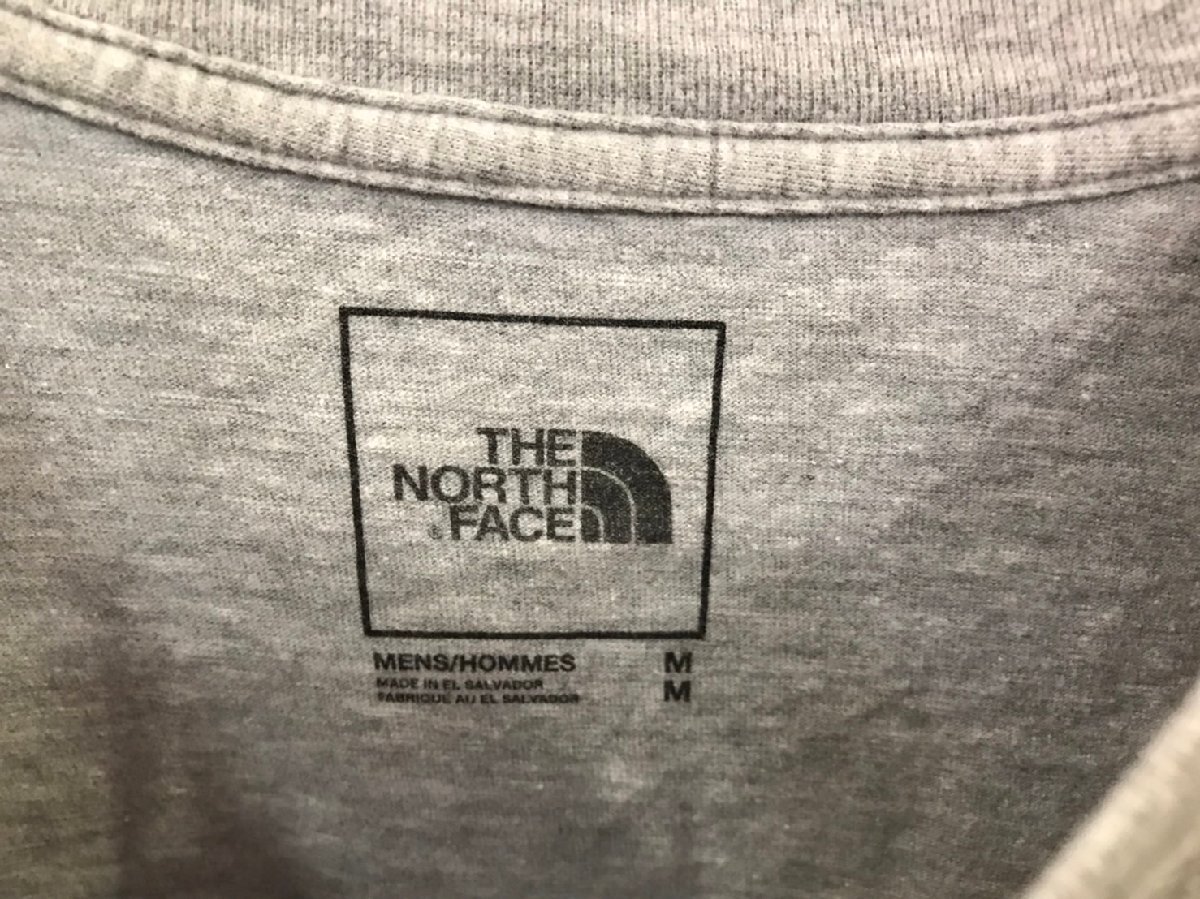 THE
NORTH
FACE
MENS/HOMMES M
MADE IN EL SALVADOR M
FABRIQUE AU EL SALVADOR